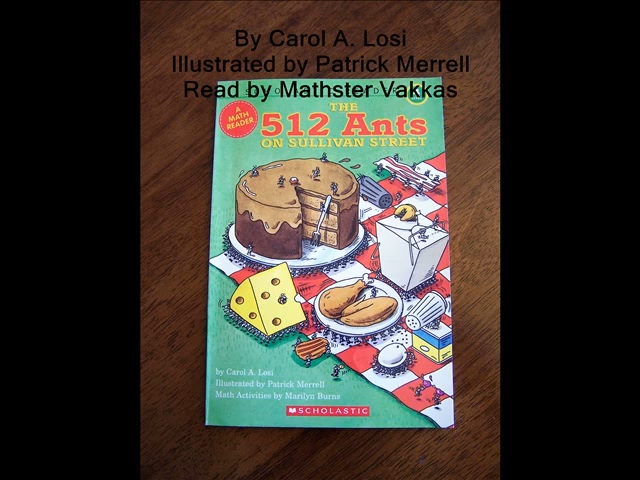 By Carol A. Losi
Illustrated by Patrick Merrell
Read by Mathster Vakkas
A
MATH
READER
THE
512 Ants
ON SULLIVAN STREET
by Carol A. Losi
Illustrated by Patrick Merrell
Math Activities by Marilyn Burns
SCHOLASTIC